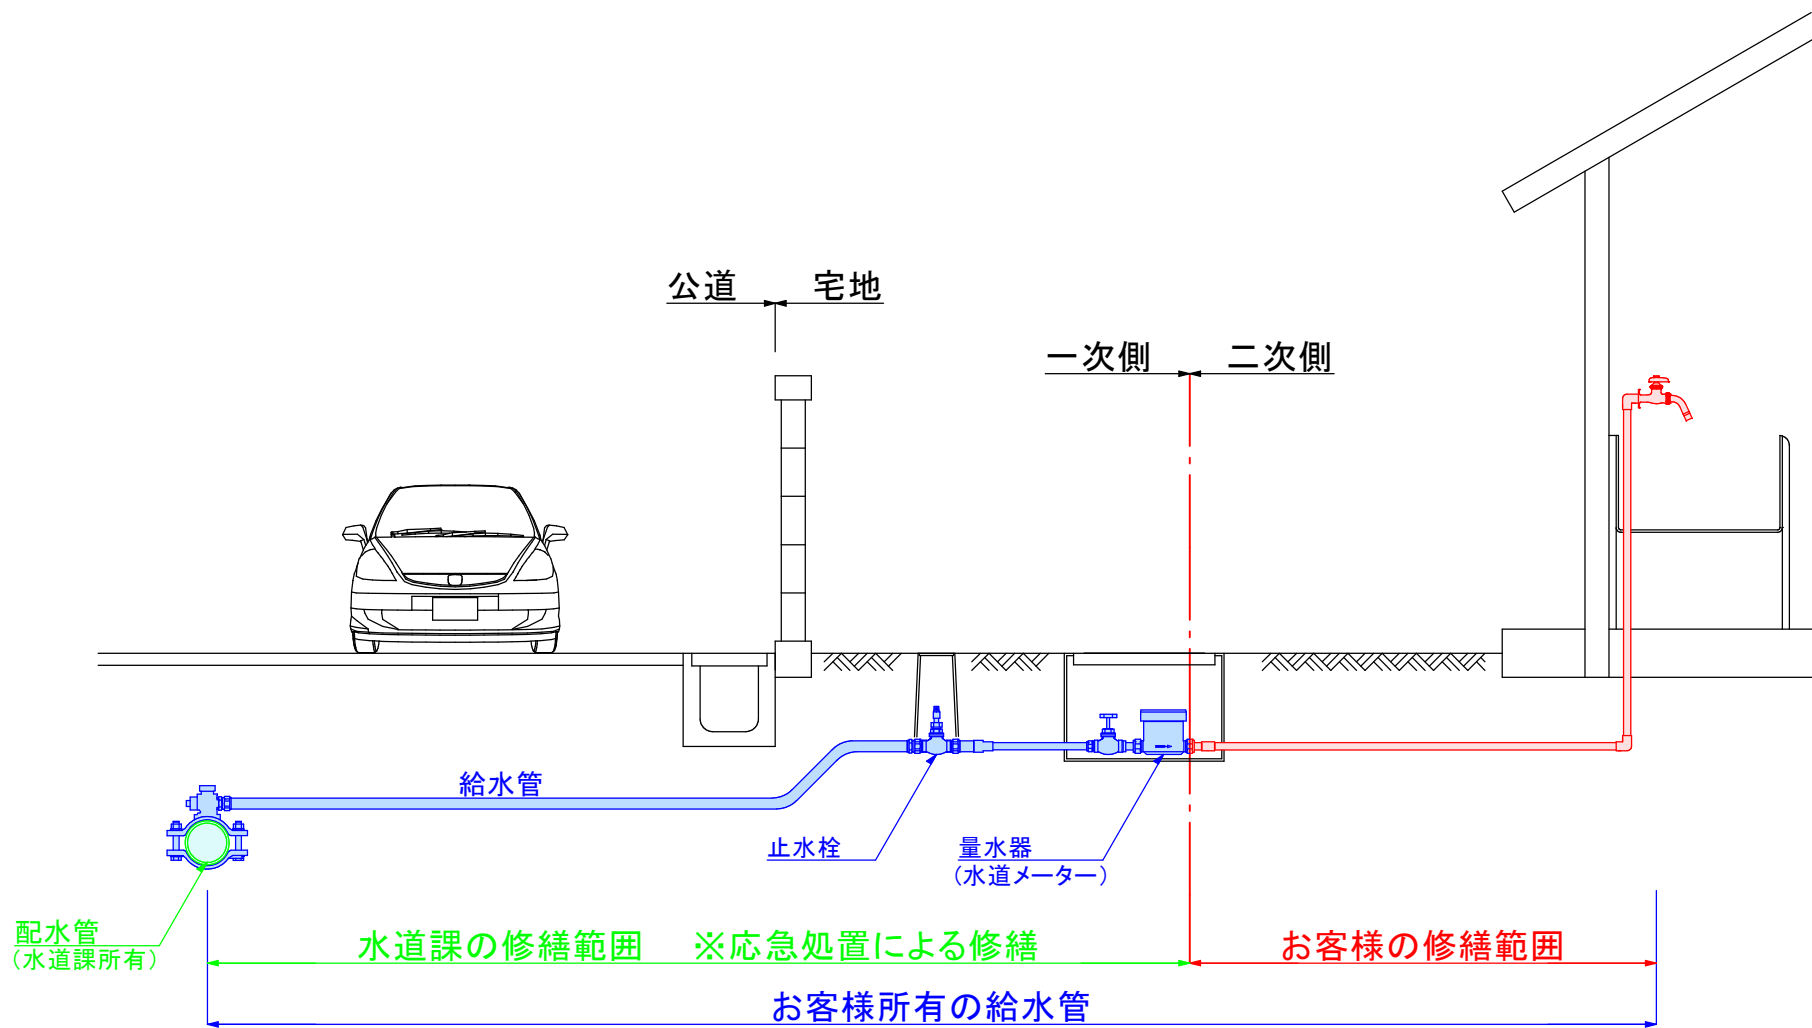 公道 宅地
一次側 二次側
給水管
止水栓
量水器
(水道メーター)
配水管
(水道課所有)
水道課の修繕範囲 ※応急処置による修繕
お客様の修繕範囲
お客様所有の給水管